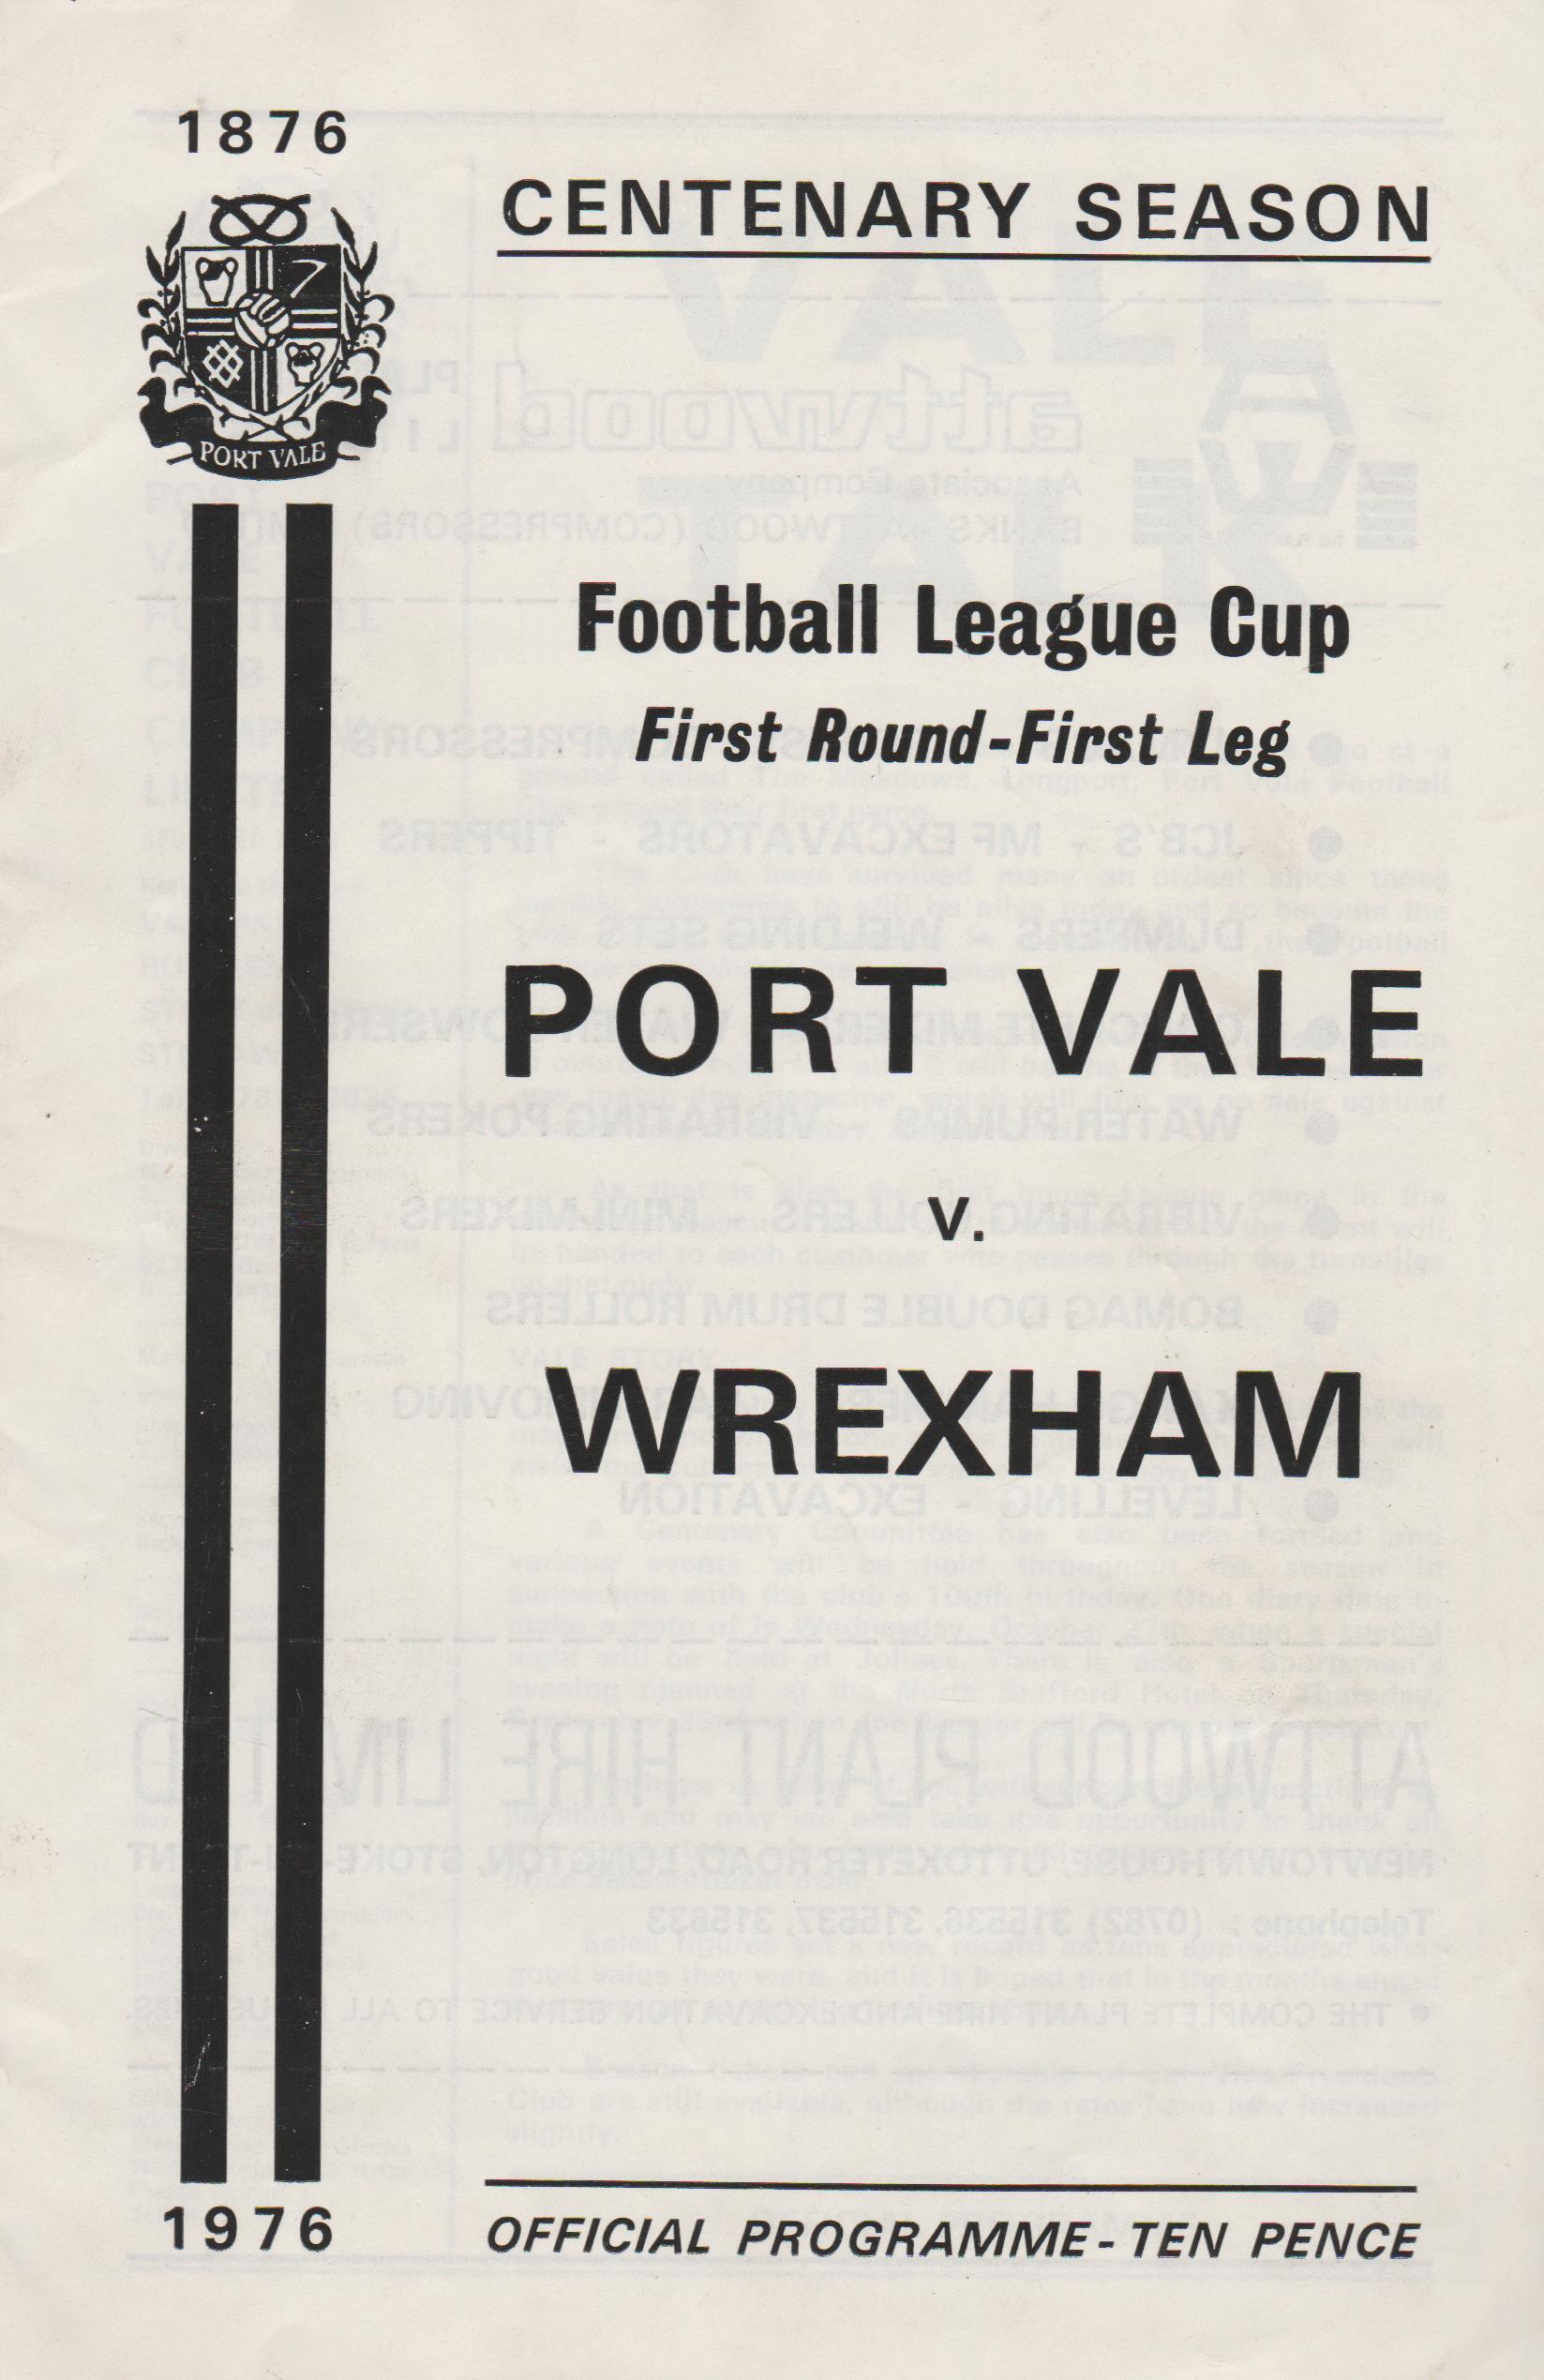 1876
CENTENARY SEASON
PORT VALE
Football League Cup
First Round-First Leg
PORT VALE
v.
WREXHAM
1976
OFFICIAL PROGRAMME-TEN PENCE